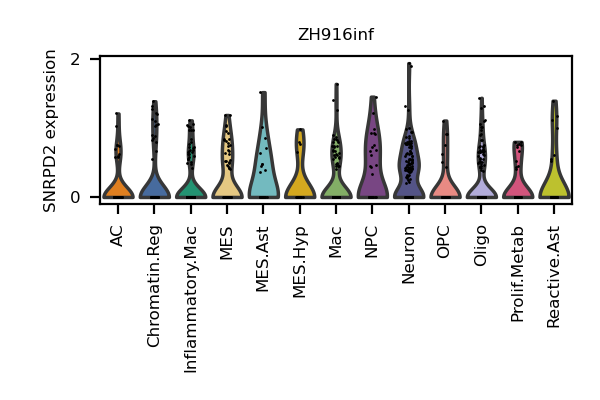 ZH916inf
SNRPD2 expression
2
0
AC
Chromatin.Reg
Inflammatory.Mac
MES
MES.Ast
MES.Hyp
Mac
NPC
Neuron
OPC
Oligo
Prolif.Metab
Reactive.Ast